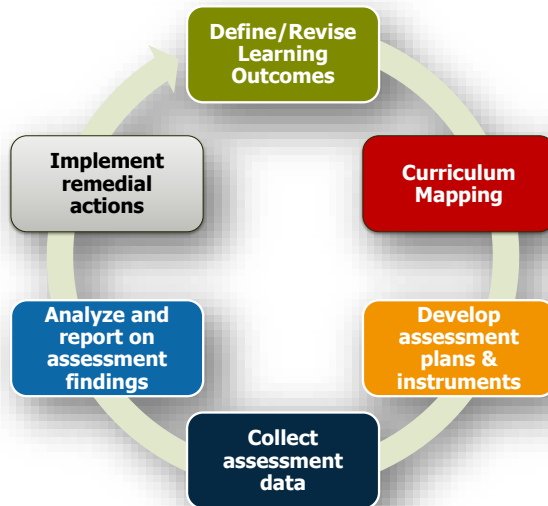 Define/Revise
Learning
Outcomes
Curriculum
Mapping
Develop
assessment
plans &
instruments
Collect
assessment
data
Analyze and
report on
assessment
findings
Implement
remedial
actions